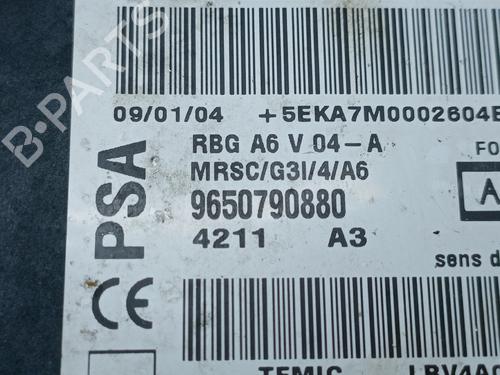 B-PARTS
09/01/04 +5EKA7M0002604E
RBG A6 V 04-A
MRSC/G3I/4/A6
9650790880
4211 A3
PSA
CE
FO
A
sens d
TEMIC